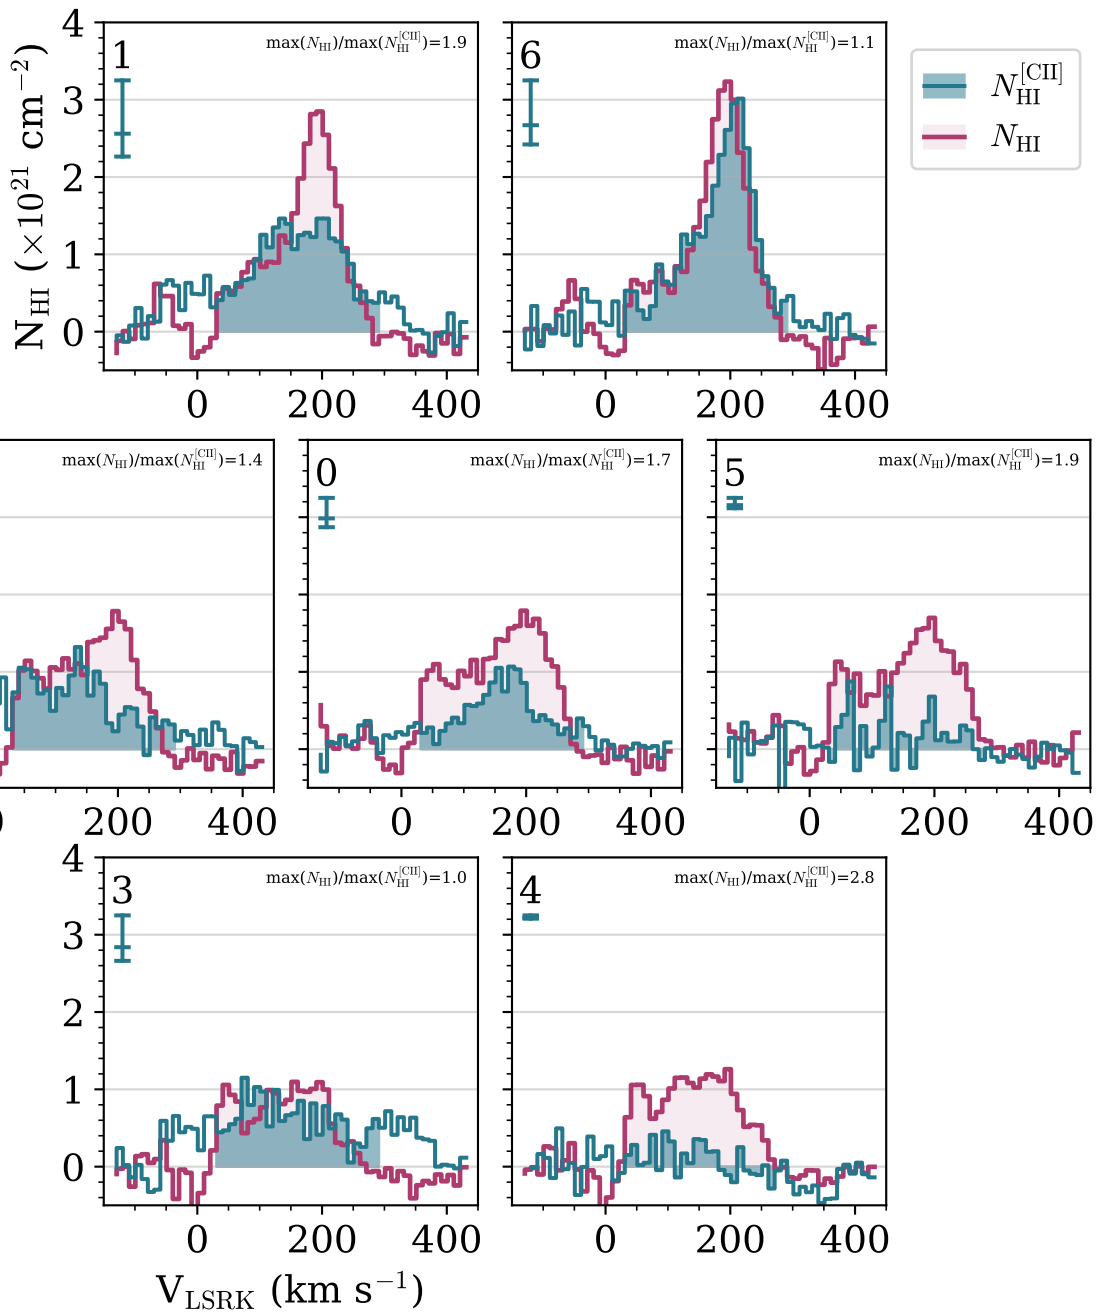 4
3
2
1
0
N_HI (×10^21 cm^−2)
1
max(N_HI)/max(N_HI^[CII])=1.9
0 200 400
6
max(N_HI)/max(N_HI^[CII])=1.1
0 200 400
N_HI^[CII]
N_HI
max(N_HI)/max(N_HI^[CII])=1.4
200 400
0
max(N_HI)/max(N_HI^[CII])=1.7
0 200 400
5
max(N_HI)/max(N_HI^[CII])=1.9
0 200 400
4
3
2
1
0
3
max(N_HI)/max(N_HI^[CII])=1.0
0 200 400
4
max(N_HI)/max(N_HI^[CII])=2.8
0 200 400
V_LSRK (km s^−1)